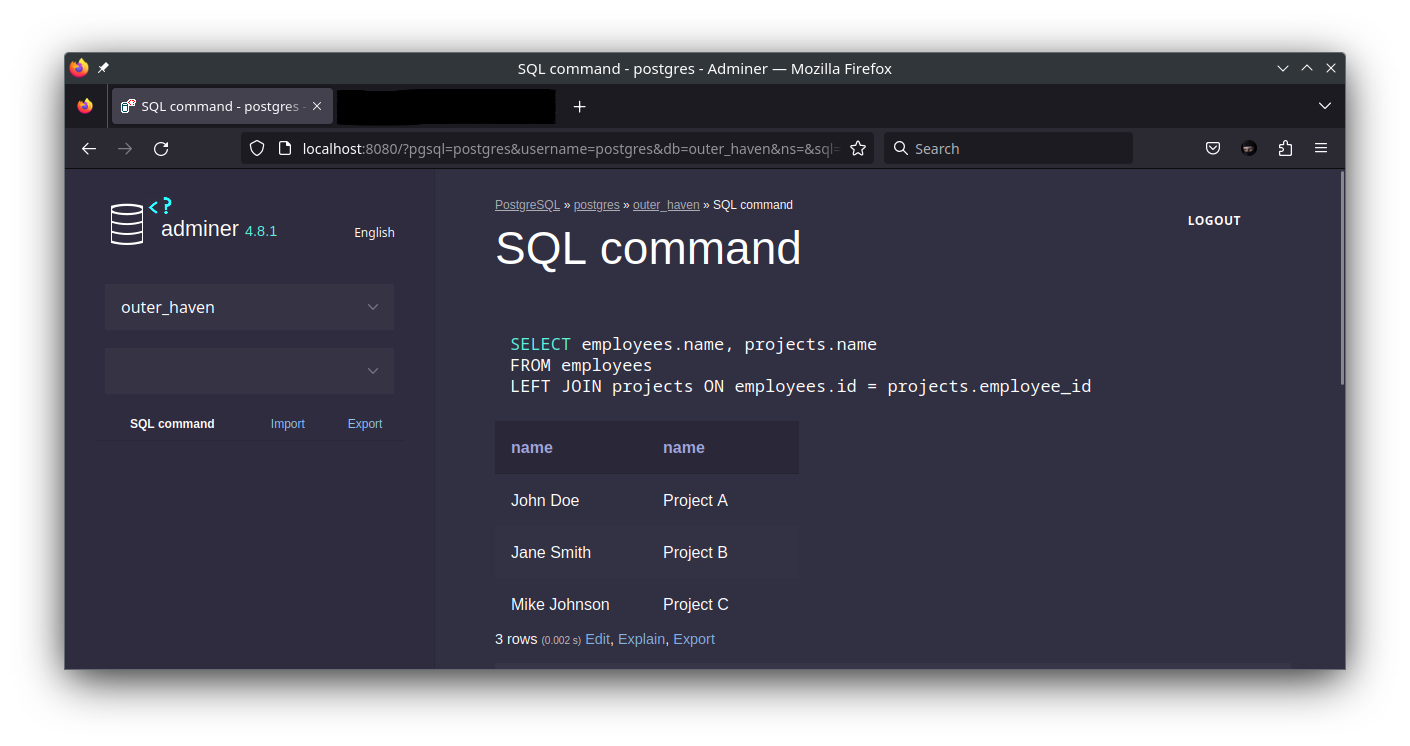 SQL command - postgres - Adminer — Mozilla Firefox
SQL command - postgres -
localhost:8080/?pgsql=postgres&username=postgres&db=outer_haven&ns=&sql=
Search
<?
adminer 4.8.1
English
outer_haven
SQL command Import Export
PostgreSQL » postgres » outer_haven » SQL command
LOGOUT
SQL command
SELECT employees.name, projects.name
FROM employees
LEFT JOIN projects ON employees.id = projects.employee_id
name name
John Doe Project A
Jane Smith Project B
Mike Johnson Project C
3 rows (0.002 s) Edit, Explain, Export